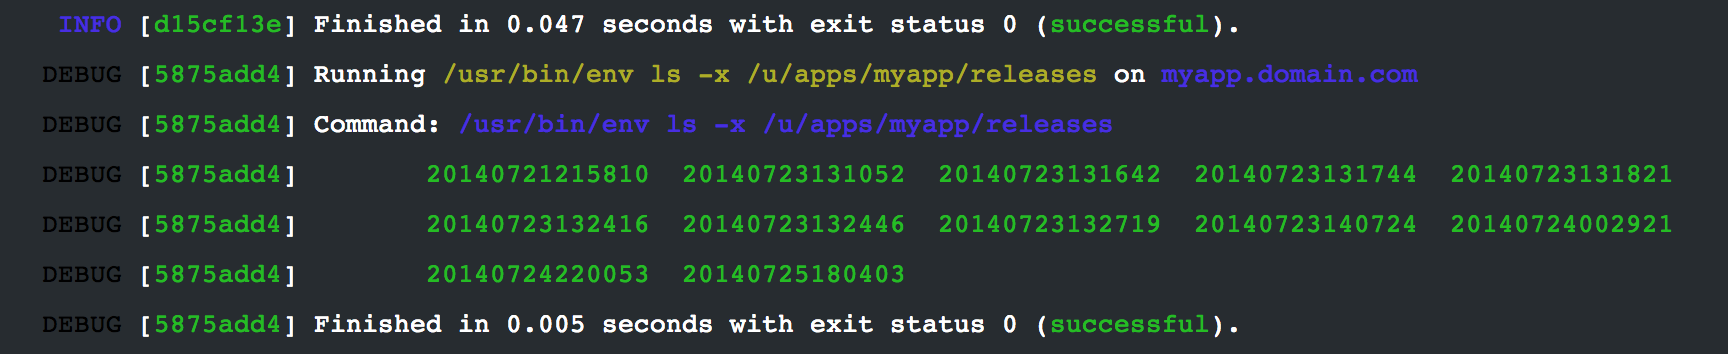 INFO [d15cf13e] Finished in 0.047 seconds with exit status 0 (successful).
DEBUG [5875add4] Running /usr/bin/env ls -x /u/apps/myapp/releases on myapp.domain.com
DEBUG [5875add4] Command: /usr/bin/env ls -x /u/apps/myapp/releases
DEBUG [5875add4] 20140721215810 20140723131052 20140723131642 20140723131744 20140723131821
DEBUG [5875add4] 20140723132416 20140723132446 20140723132719 20140723140724 20140724002921
DEBUG [5875add4] 20140724220053 20140725180403
DEBUG [5875add4] Finished in 0.005 seconds with exit status 0 (successful).